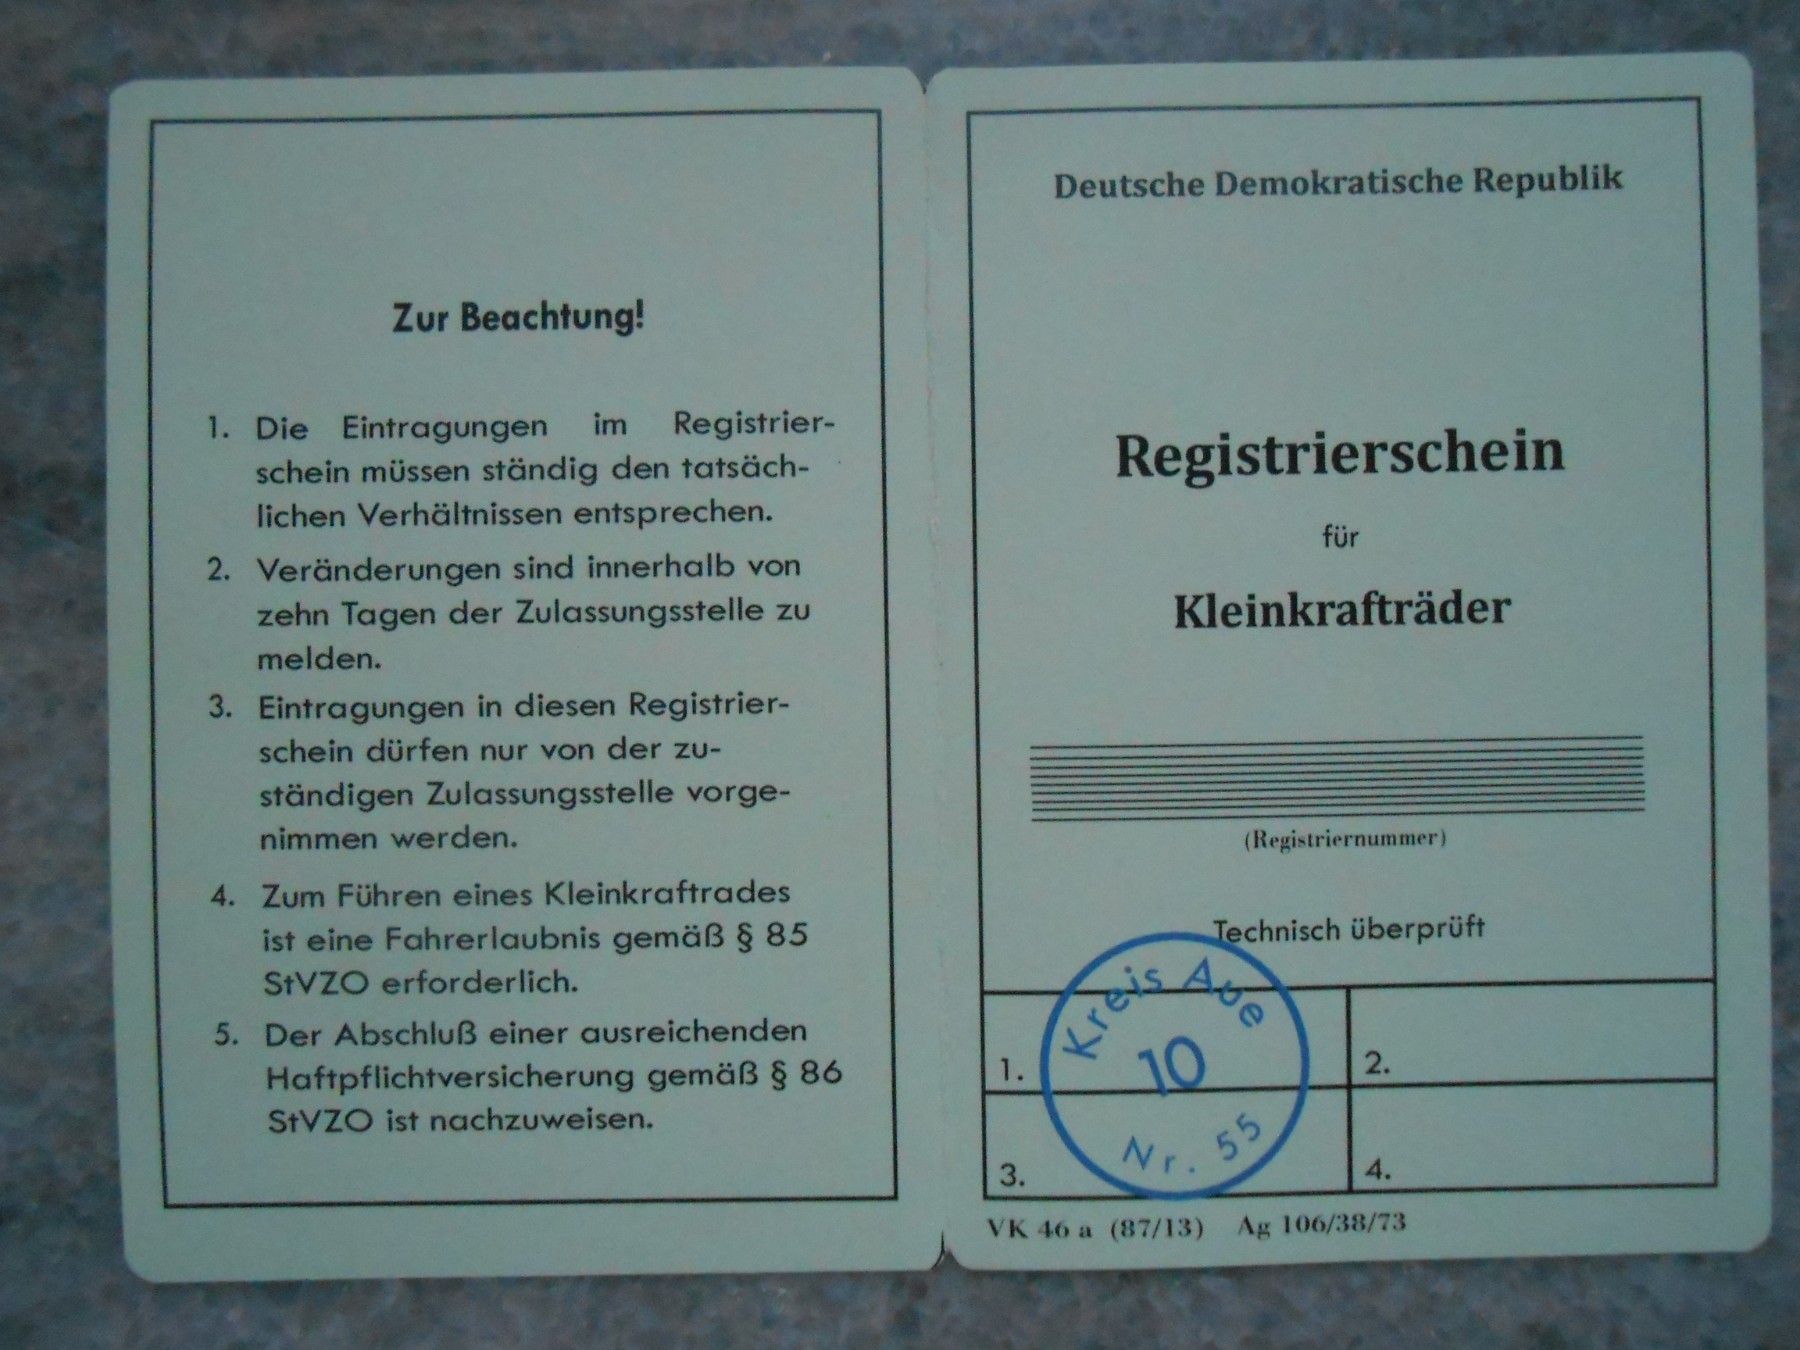 Zur Beachtung!
1. Die Eintragungen im Registrier-
schein müssen ständig den tatsäch-
lichen Verhältnissen entsprechen.
2. Veränderungen sind innerhalb von
zehn Tagen der Zulassungsstelle zu
melden.
3. Eintragungen in diesen Registrier-
schein dürfen nur von der zu-
ständigen Zulassungsstelle vorge-
nimmen werden.
4. Zum Führen eines Kleinkraftrades
ist eine Fahrerlaubnis gemäß § 85
StVZO erforderlich.
5. Der Abschluß einer ausreichenden
Haftpflichtversicherung gemäß § 86
StVZO ist nachzuweisen.
Deutsche Demokratische Republik
Registrierschein
für
Kleinkrafträder
(Registriernummer)
Technisch überprüft
Kreis Aue
10
Nr. 55
1.
2.
3.
4.
VK 46 a (87/13) Ag 106/38/73